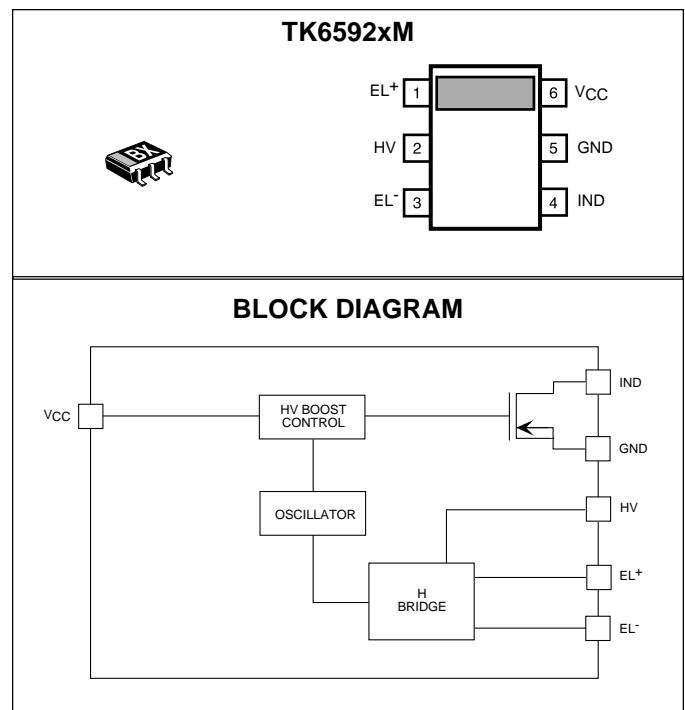 TK6592xM
EL+ 1
6 VCC
BX
HV 2
5 GND
EL- 3
4 IND
BLOCK DIAGRAM
IND
VCC
HV BOOST
CONTROL
GND
HV
OSCILLATOR
EL+
H
BRIDGE
EL-